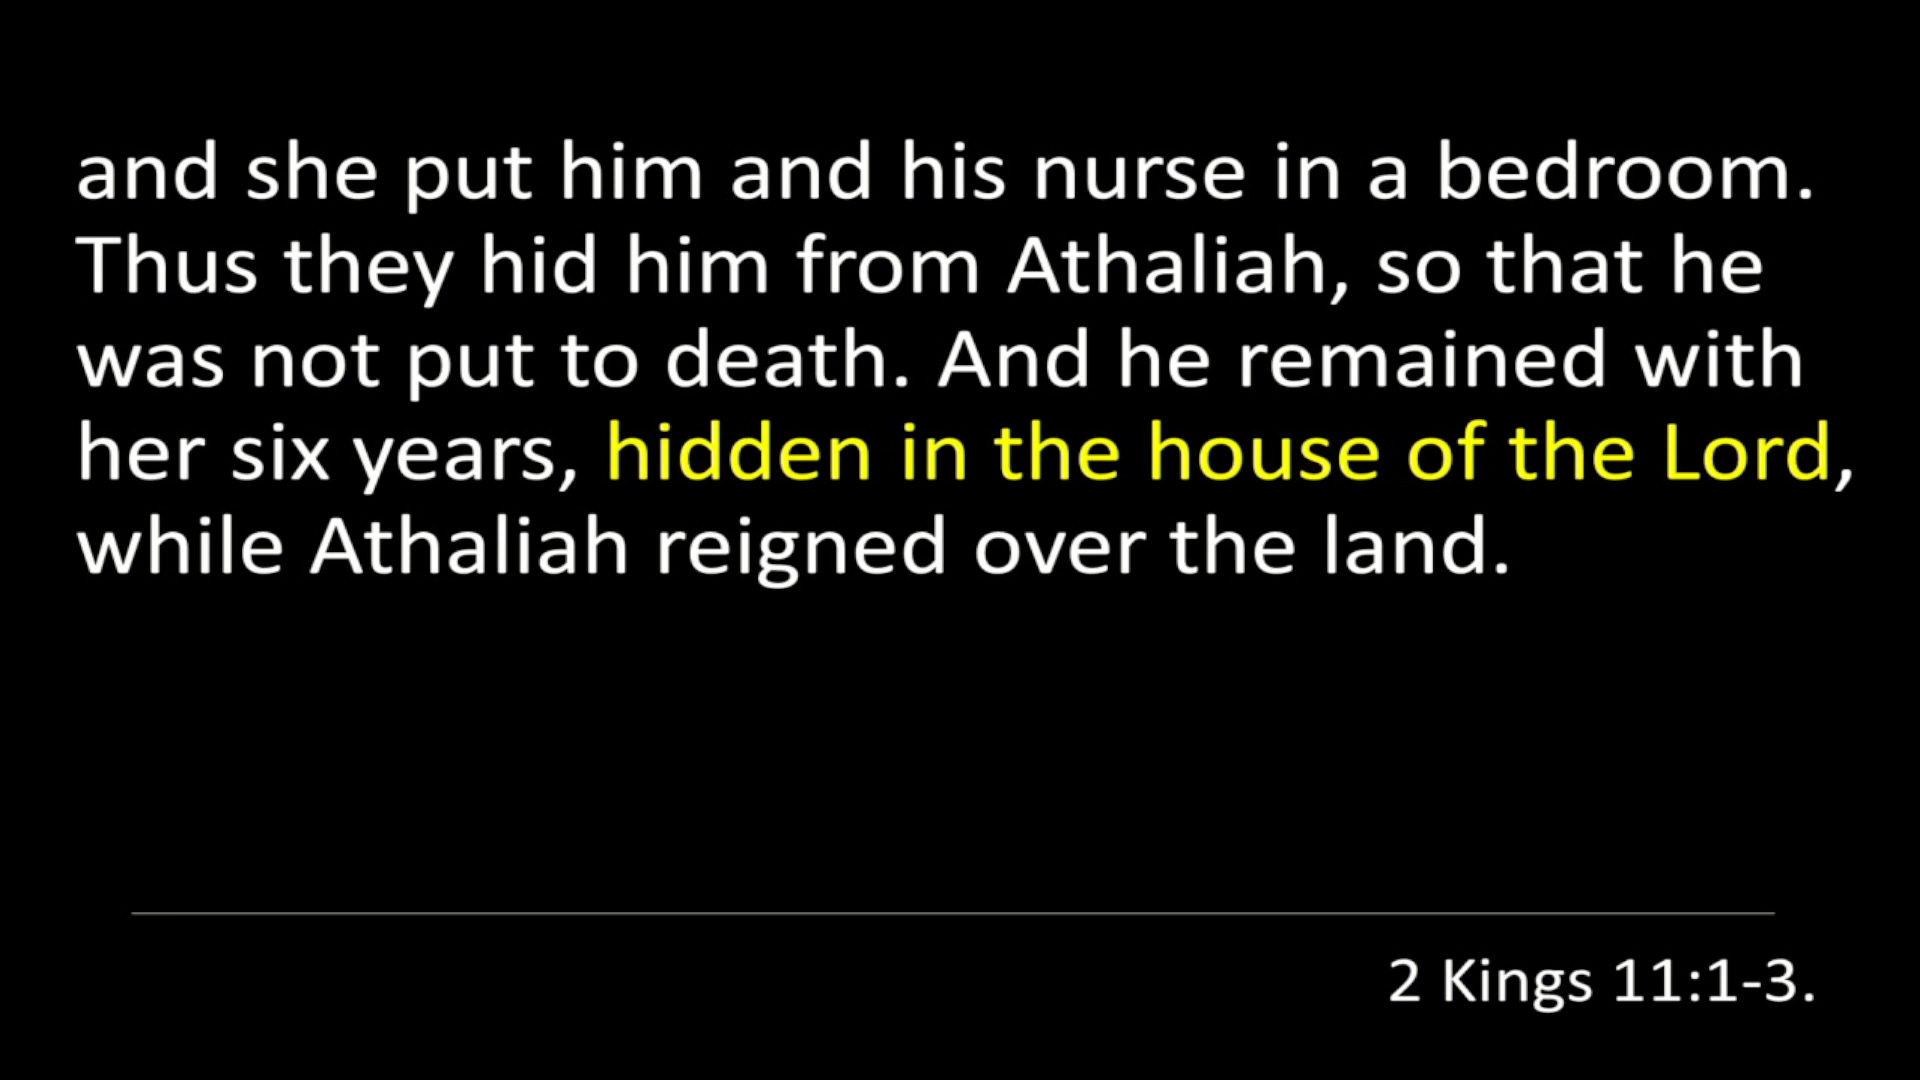 and she put him and his nurse in a bedroom.
Thus they hid him from Athaliah, so that he
was not put to death. And he remained with
her six years, hidden in the house of the Lord,
while Athaliah reigned over the land.
2 Kings 11:1-3.